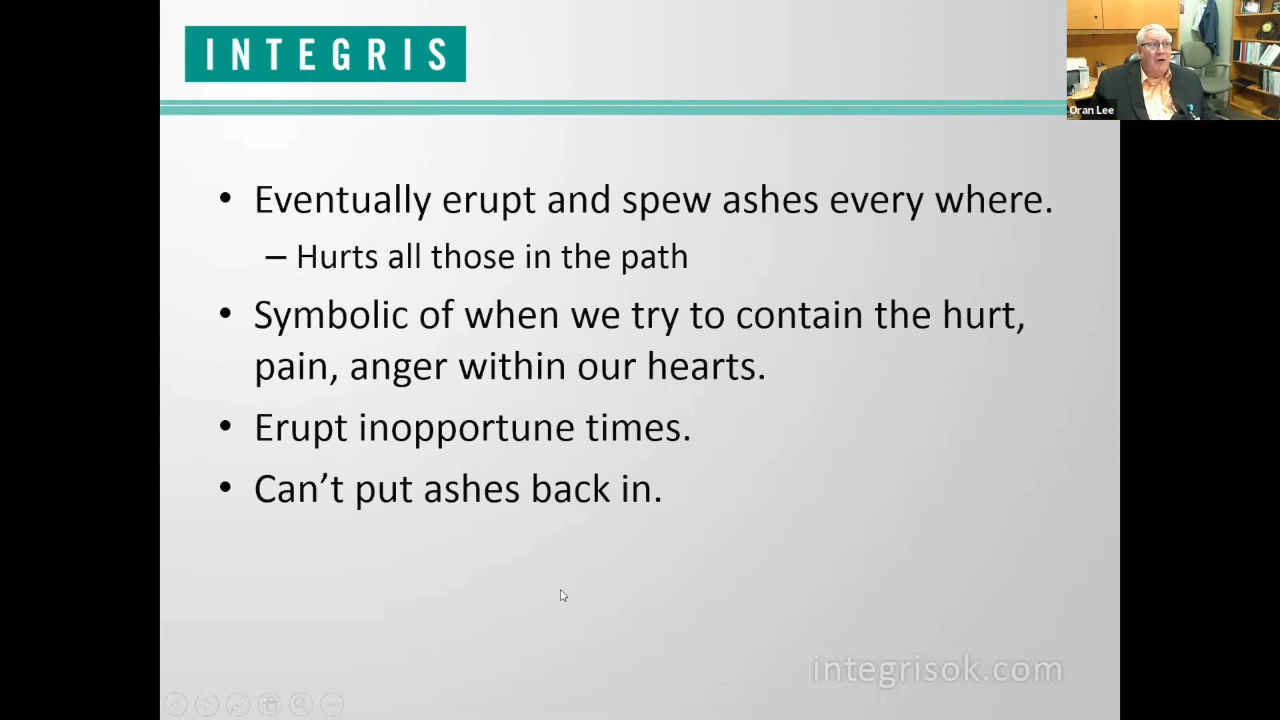 INTEGRIS
Oran Lee
• Eventually erupt and spew ashes every where.
– Hurts all those in the path
• Symbolic of when we try to contain the hurt,
pain, anger within our hearts.
• Erupt inopportune times.
• Can’t put ashes back in.
integrisok.com